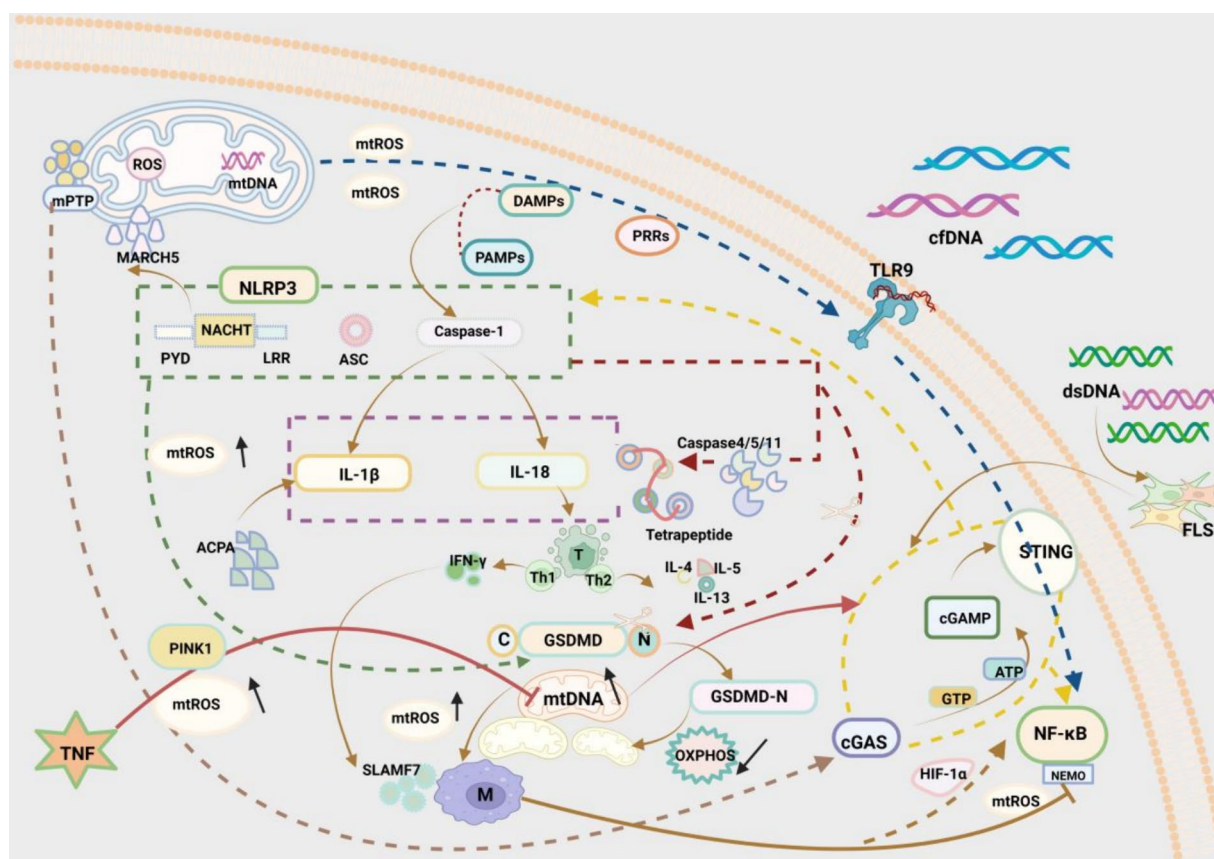 mtROS
ROS
mtDNA
mPTP
mtROS
DAMPs
PRRs
cfDNA
MARCH5
PAMPs
TLR9
NLRP3
NACHT
Caspase-1
PYD
LRR
ASC
dsDNA
mtROS
IL-1β
IL-18
Caspase4/5/11
Tetrapeptide
FLS
ACPA
T
STING
IFN-γ
Th1
Th2
IL-4
IL-5
IL-13
cGAMP
PINK1
C
GSDMD
N
ATP
mtROS
mtDNA
GSDMD-N
GTP
mtROS
TNF
cGAS
NF-κB
OXPHOS
SLAMF7
HIF-1α
NEMO
M
mtROS